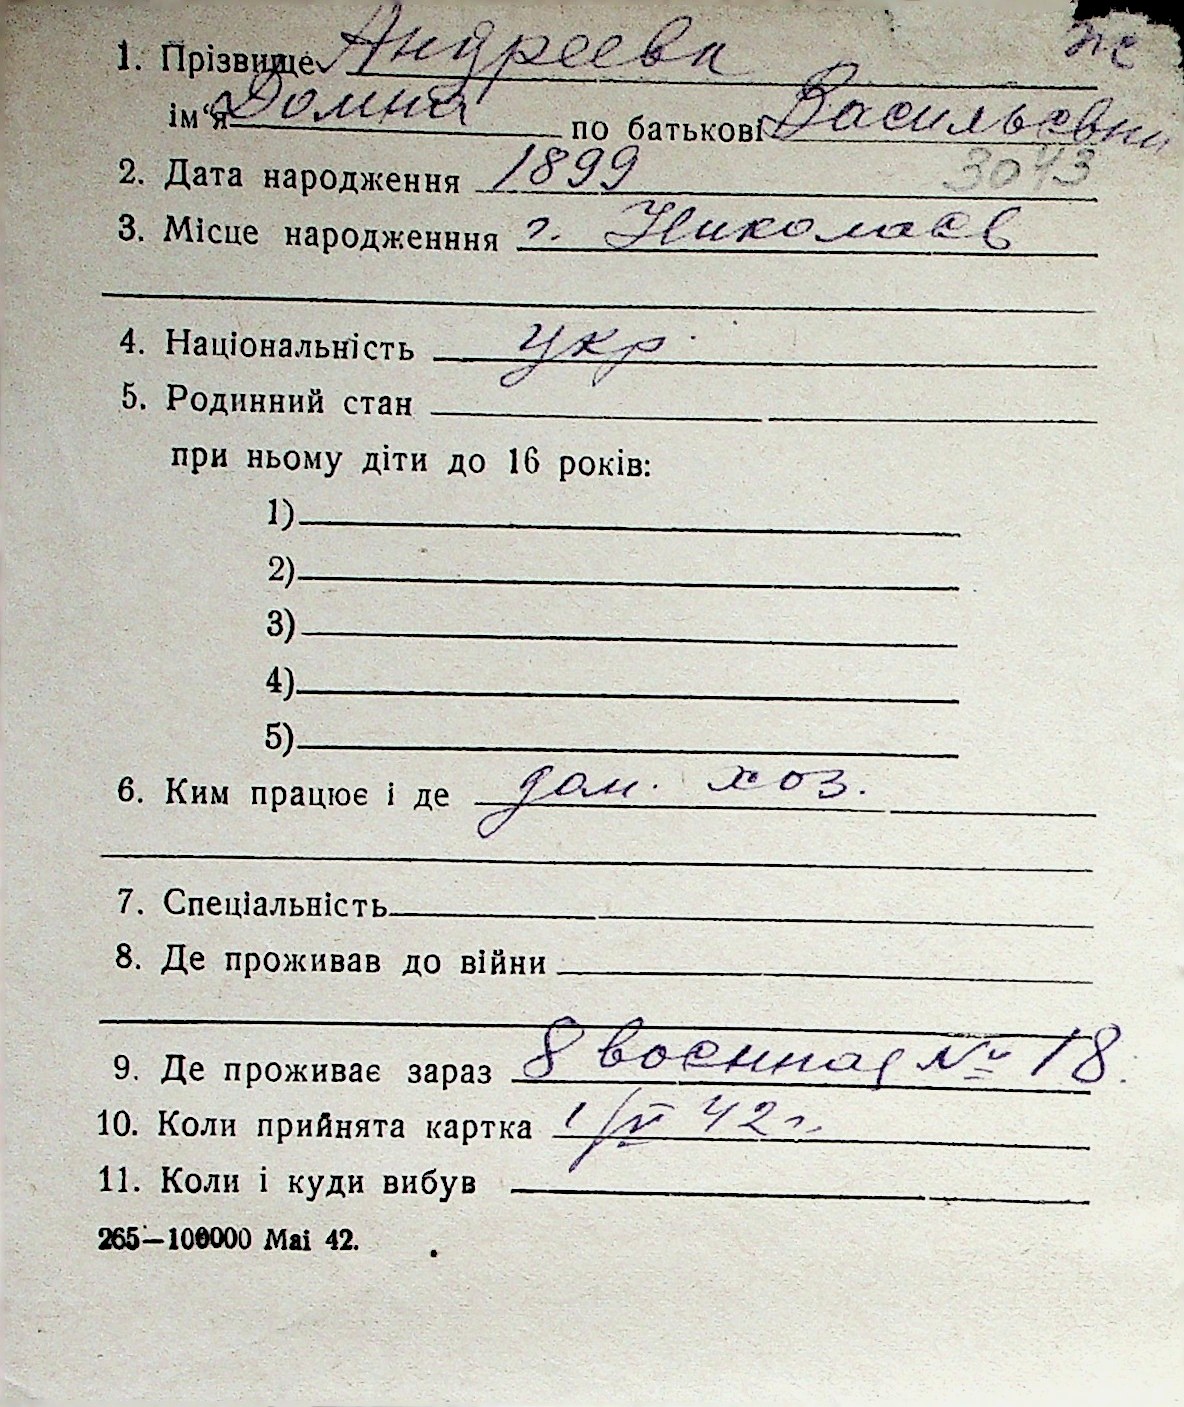 1. Прізвище Андреева же
ім‘я Домна по батькові Васильевна
2. Дата народження 1899 3043
3. Місце народженння г. Николаев
4. Національність укр.
5. Родинний стан
при ньому діти до 16 років:
1)
2)
3)
4)
5)
6. Ким працює і де дом. хоз.
7. Спеціальність
8. Де проживав до війни
9. Де проживає зараз 8 военная № 18.
10. Коли прийнята картка 1/VI 42 г.
11. Коли і куди вибув
265—100000 Mai 42.